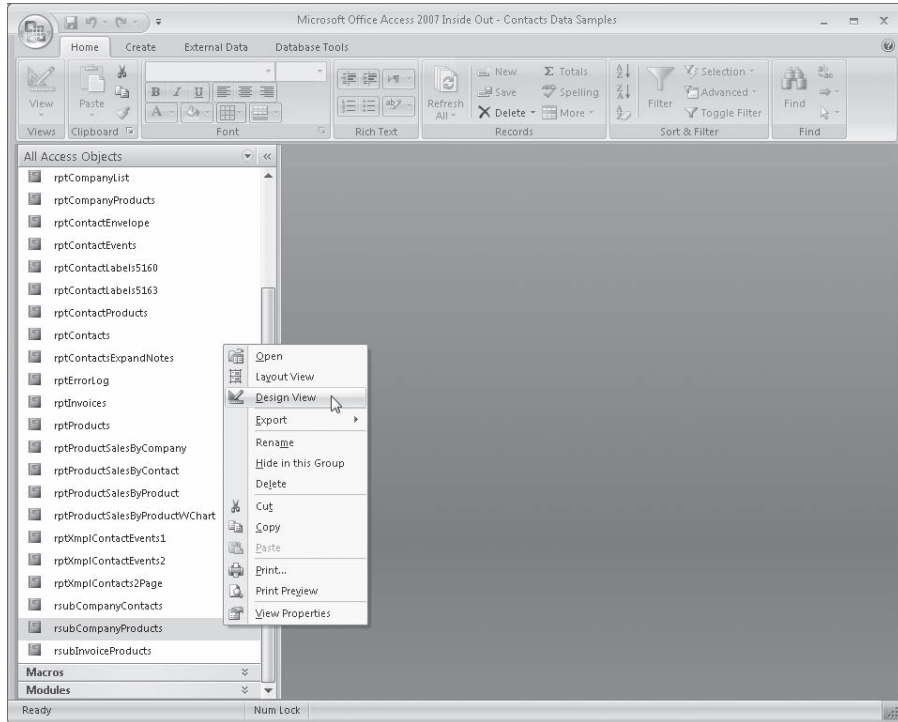 Microsoft Office Access 2007 Inside Out - Contacts Data Samples
Home Create External Data Database Tools
View
Paste
B I U
A
ab
Refresh
All
New
Save
Delete
Σ Totals
Spelling
More
Filter
Selection
Advanced
Toggle Filter
Find
Views Clipboard Font Rich Text Records Sort & Filter Find
All Access Objects
rptCompanyList
rptCompanyProducts
rptContactEnvelope
rptContactEvents
rptContactLabels5160
rptContactLabels5163
rptContactProducts
rptContacts
rptContactsExpandNotes
rptErrorLog
rptInvoices
rptProducts
rptProductSalesByCompany
rptProductSalesByContact
rptProductSalesByProduct
rptProductSalesByProductWChart
rptXmplContactEvents1
rptXmplContactEvents2
rptXmplContacts2Page
rsubCompanyContacts
rsubCompanyProducts
rsubInvoiceProducts
Macros
Modules
Open
Layout View
Design View
Export
Rename
Hide in this Group
Delete
Cut
Copy
Paste
Print...
Print Preview
View Properties
Ready Num Lock